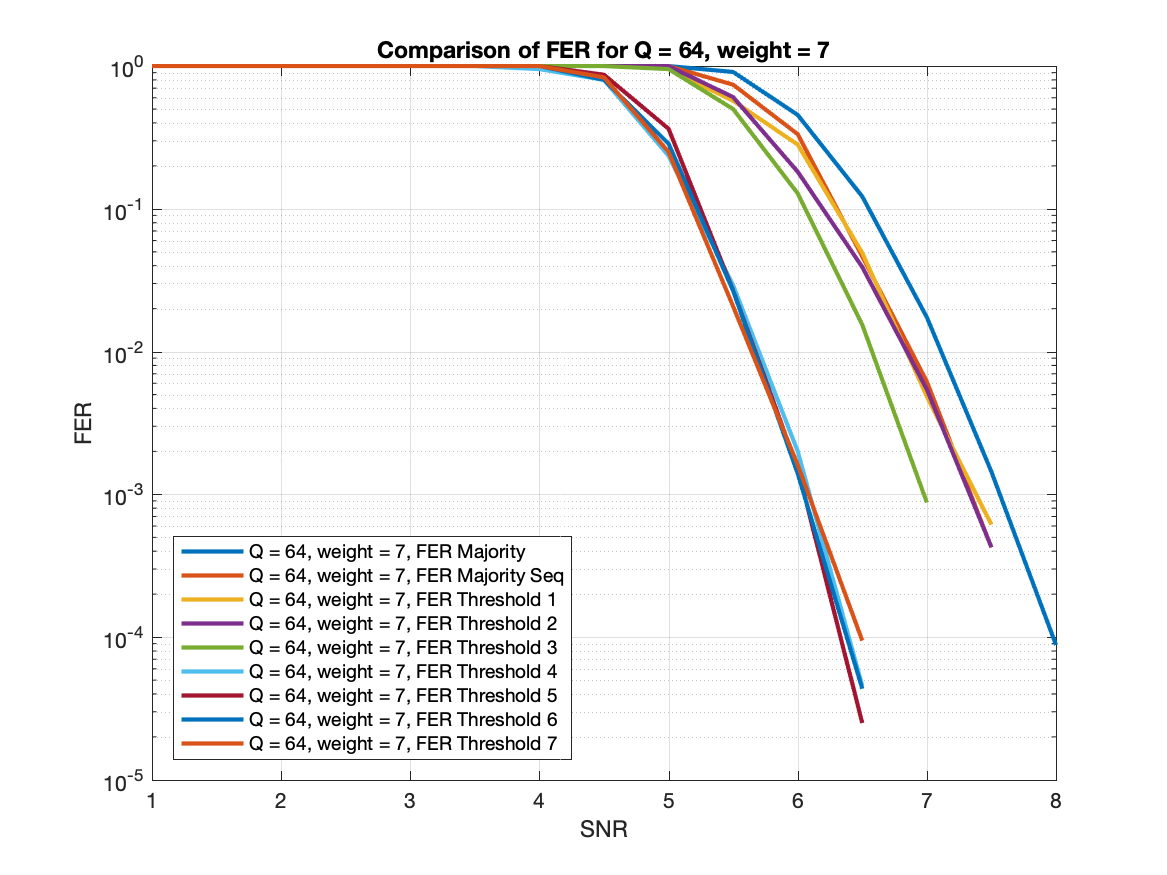 Comparison of FER for Q = 64, weight = 7
10^0
10^-1
10^-2
10^-3
10^-4
10^-5
FER
Q = 64, weight = 7, FER Majority
Q = 64, weight = 7, FER Majority Seq
Q = 64, weight = 7, FER Threshold 1
Q = 64, weight = 7, FER Threshold 2
Q = 64, weight = 7, FER Threshold 3
Q = 64, weight = 7, FER Threshold 4
Q = 64, weight = 7, FER Threshold 5
Q = 64, weight = 7, FER Threshold 6
Q = 64, weight = 7, FER Threshold 7
1 2 3 4 5 6 7 8
SNR